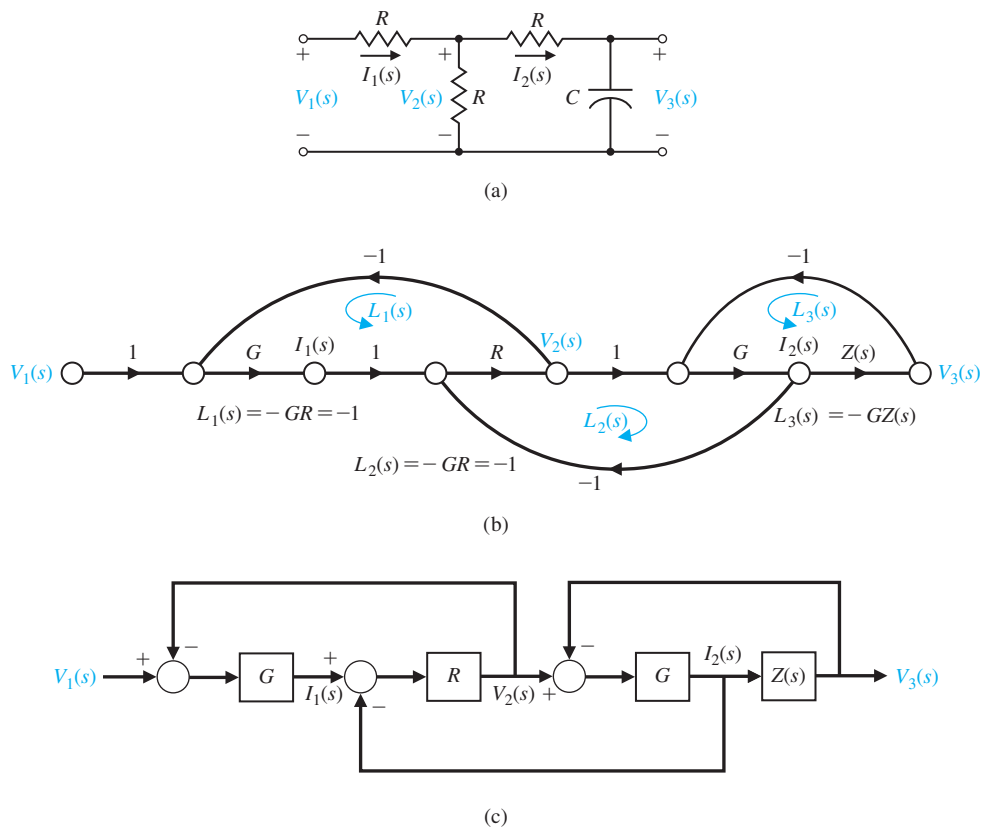 R R
+ I₁(s) + I₂(s) +
V₁(s) V₂(s) R C V₃(s)
− − −
(a)
−1 −1
L₁(s) L₃(s)
V₁(s) 1 G I₁(s) 1 R V₂(s) 1 G I₂(s) Z(s) V₃(s)
L₁(s) = − GR = −1 L₂(s) L₃(s) = − GZ(s)
L₂(s) = − GR = −1
−1
(b)
− −
V₁(s) + G + I₁(s) R V₂(s) + G I₂(s) Z(s) V₃(s)
−
(c)